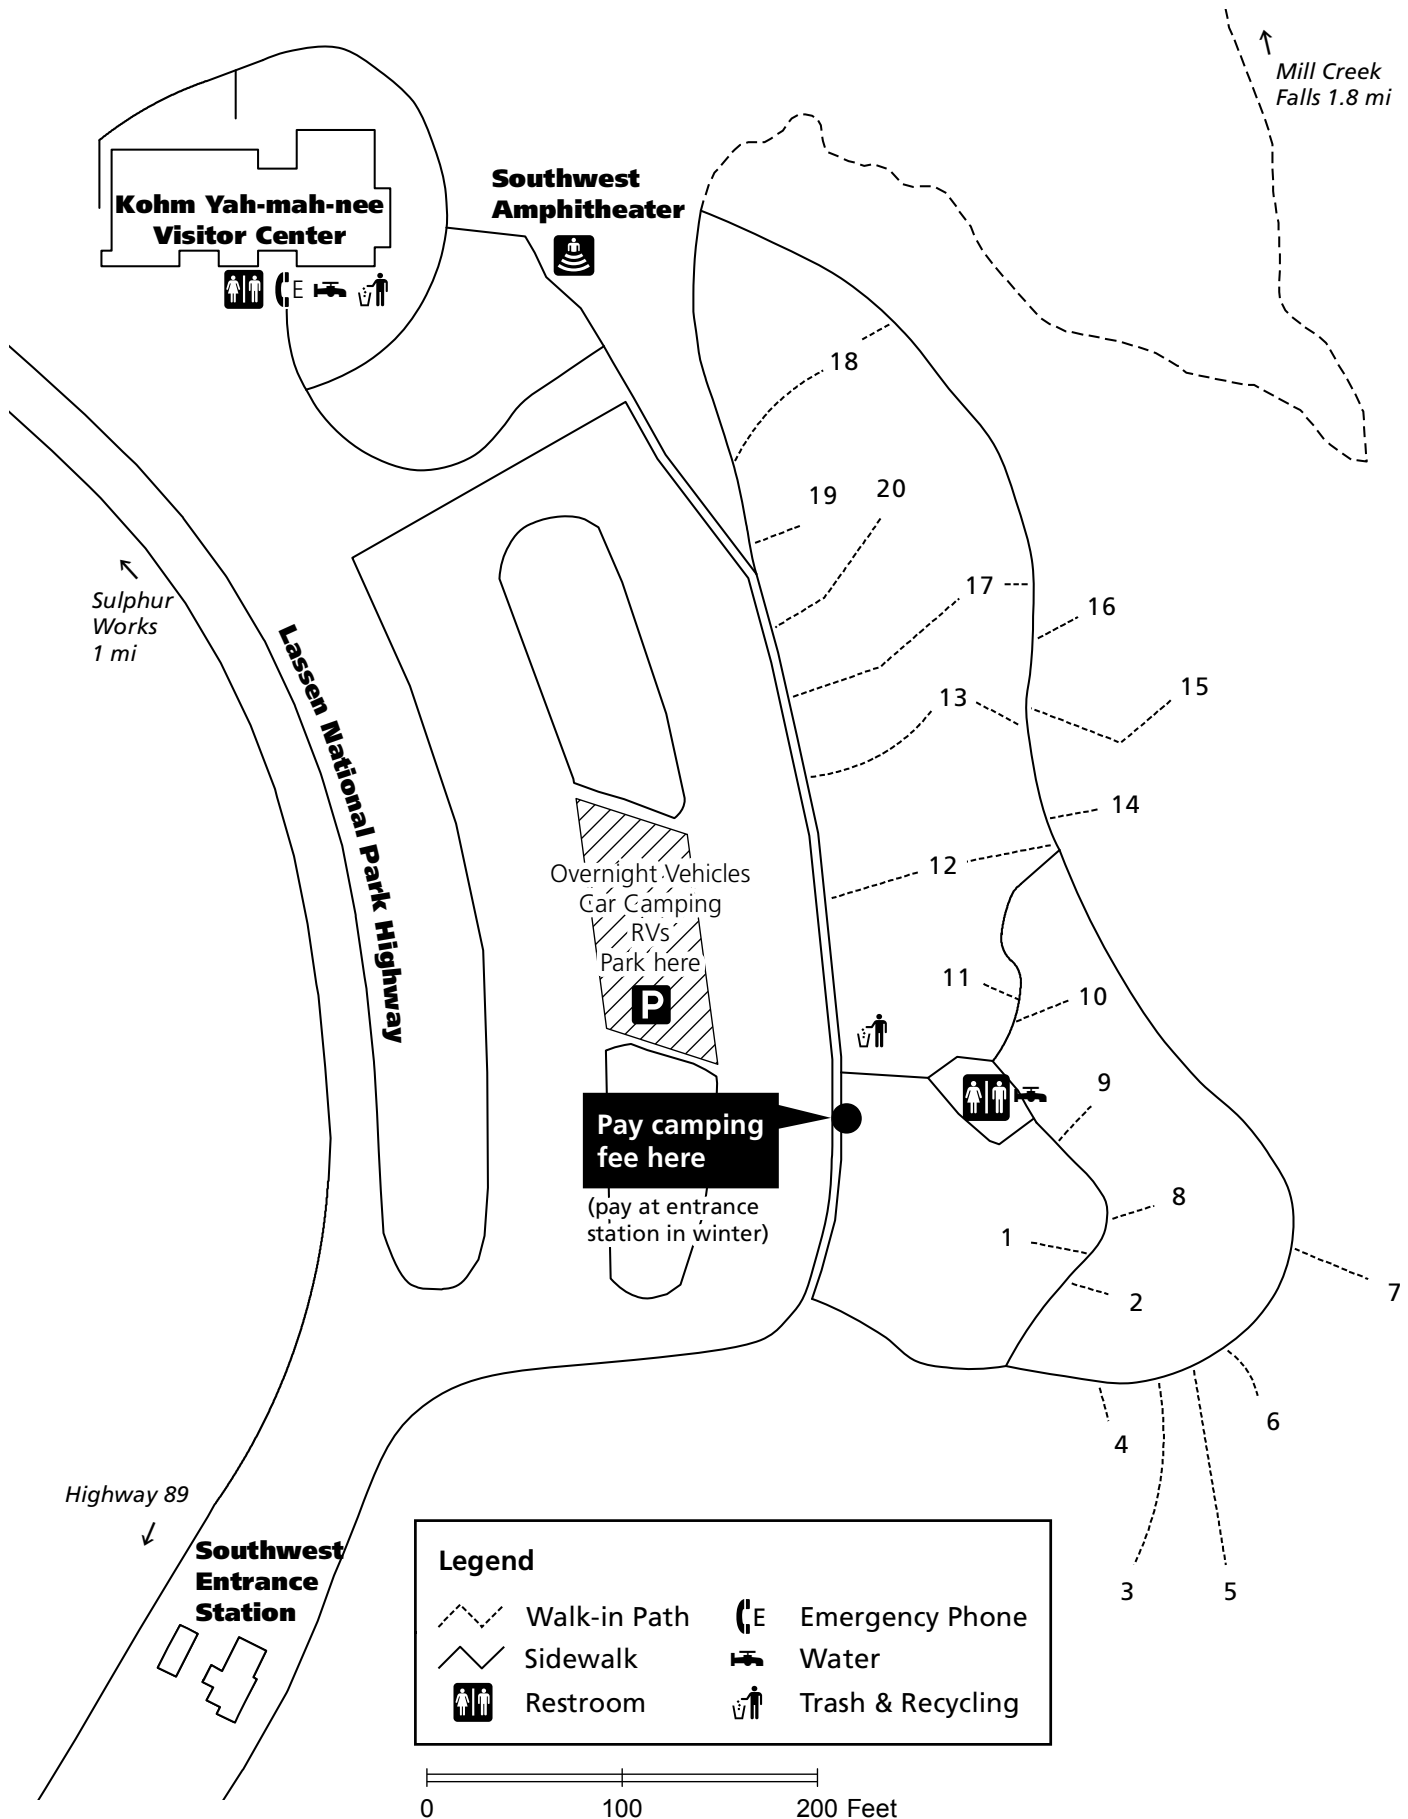 Mill Creek
Falls 1.8 mi
Southwest
Amphitheater
Kohm Yah-mah-nee
Visitor Center
E
18
19
20
17
16
Sulphur
Works
1 mi
Lassen National Park Highway
15
13
14
12
Overnight Vehicles
Car Camping
RVs
Park here
P
11
10
9
Pay camping
fee here
(pay at entrance
station in winter)
8
1
2
7
6
4
3
5
Highway 89
Southwest
Entrance
Station
Legend
Walk-in Path
Sidewalk
Restroom
E
Emergency Phone
Water
Trash & Recycling
0
100
200 Feet